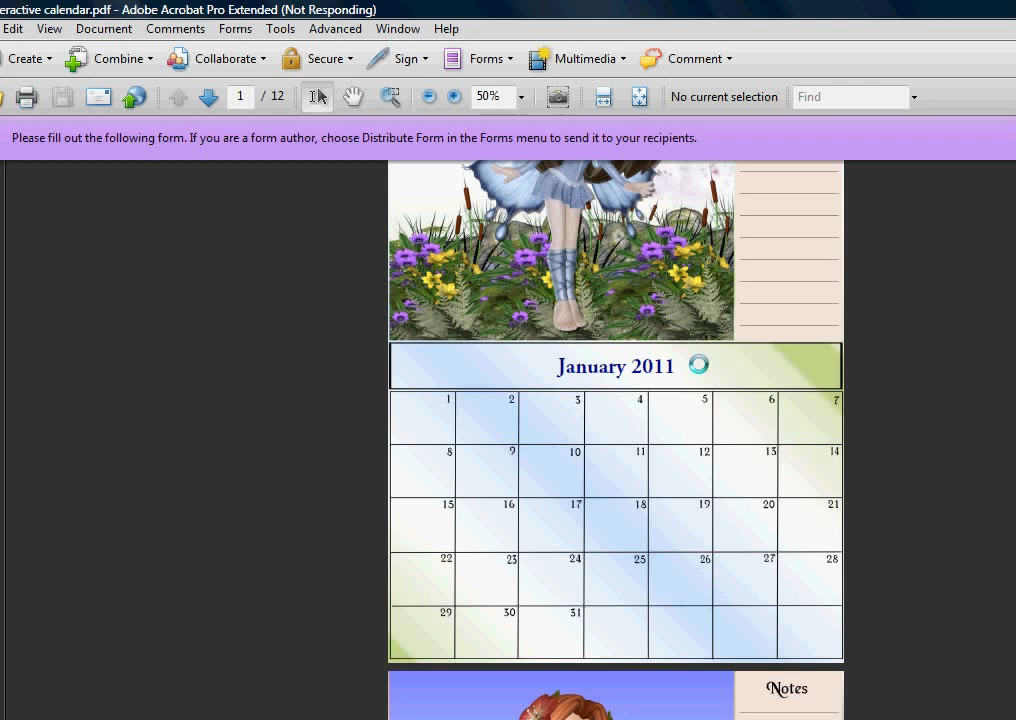 eractive calendar.pdf - Adobe Acrobat Pro Extended (Not Responding)
Edit View Document Comments Forms Tools Advanced Window Help
Create Combine Collaborate Secure Sign Forms Multimedia Comment
1 / 12 50% No current selection Find
Please fill out the following form. If you are a form author, choose Distribute Form in the Forms menu to send it to your recipients.
January 2011
1 2 3 4 5 6 7
8 9 10 11 12 13 14
15 16 17 18 19 20 21
22 23 24 25 26 27 28
29 30 31
Notes